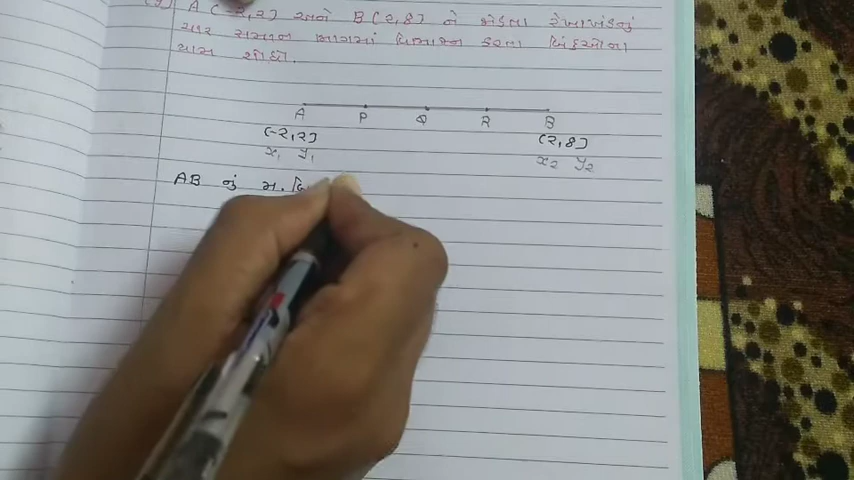 A (-2,2) અને B(2,8) ને જોડતા રેખાખંડનું
ચાર સમાન ભાગમાં વિભાજન કરતા બિંદુઓના
યામ શોધો.
A P Q R B
(-2,2) (2,8)
x₁ y₁ x₂ y₂
AB નું મ.બિ